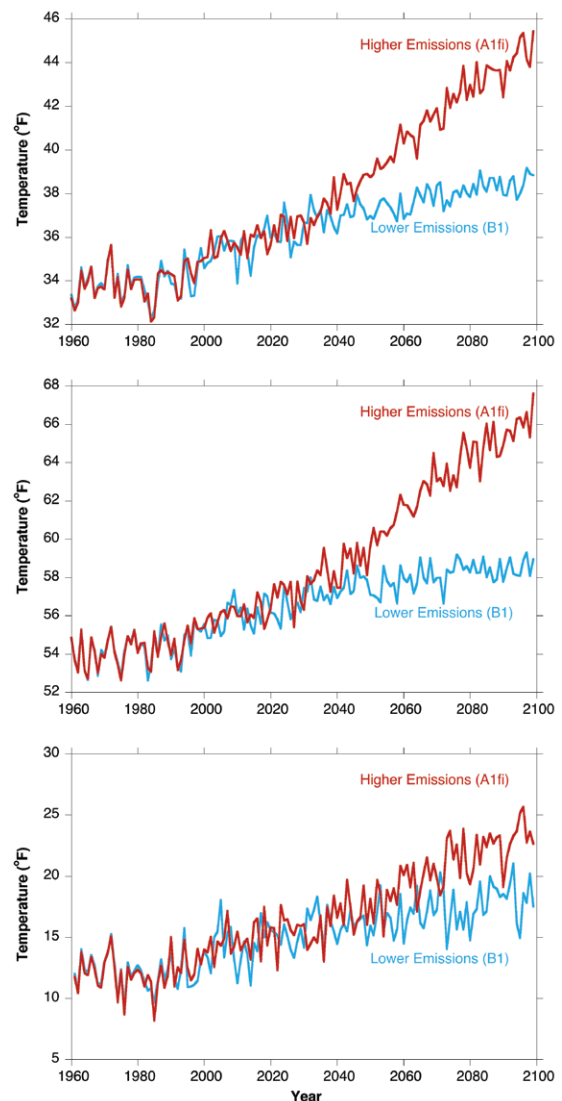 46
Higher Emissions (A1fi)
44
42
40
38
Lower Emissions (B1)
36
34
32
Temperature (°F)
1960 1980 2000 2020 2040 2060 2080 2100
68
Higher Emissions (A1fi)
66
64
62
60
58
Lower Emissions (B1)
56
54
52
Temperature (°F)
1960 1980 2000 2020 2040 2060 2080 2100
30
Higher Emissions (A1fi)
25
20
15
Lower Emissions (B1)
10
5
Temperature (°F)
1960 1980 2000 2020 2040 2060 2080 2100
Year